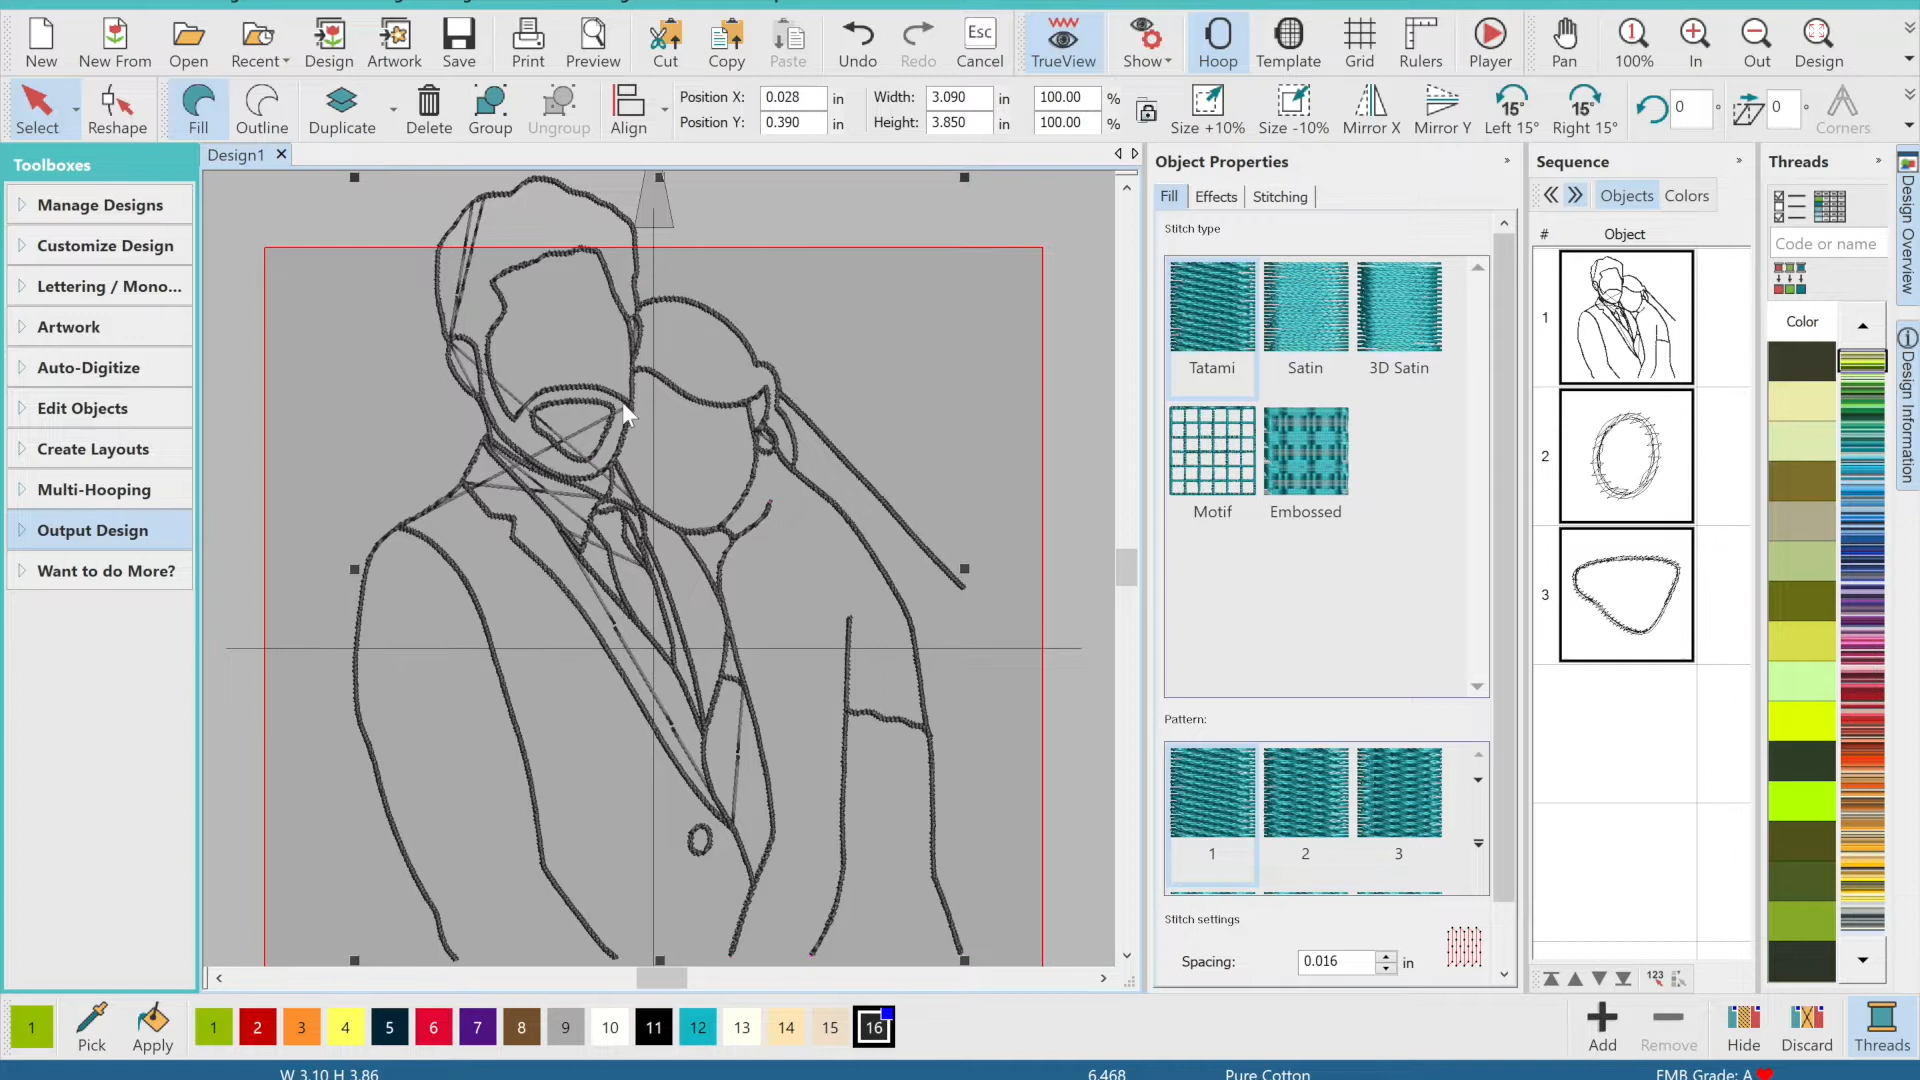 New New From Open Recent Design Artwork Save Print Preview Cut Copy Paste Undo Redo Esc Cancel TrueView Show Hoop Template Grid Rulers Player Pan 1 100% In Out Design
Select Reshape Fill Outline Duplicate Delete Group Ungroup Align
Position X: 0.028 in Width: 3.090 in 100.00 %
Position Y: 0.390 in Height: 3.850 in 100.00 %
Size +10% Size -10% Mirror X Mirror Y 15° Left 15° 15° Right 15° 0 ° 0 ° Corners
Toolboxes
Manage Designs
Customize Design
Lettering / Mono...
Artwork
Auto-Digitize
Edit Objects
Create Layouts
Multi-Hooping
Output Design
Want to do More?
Design1
Object Properties
Fill Effects Stitching
Stitch type
Tatami Satin 3D Satin
Motif Embossed
Pattern:
1 2 3
Stitch settings
Spacing: 0.016 in
Sequence
Objects Colors
# Object
1
2
3
123
Threads
Code or name
Color
Design Overview
Design Information
1 Pick Apply 1 2 3 4 5 6 7 8 9 10 11 12 13 14 15 16 Add Remove Hide Discard Threads
W 3.10 H 3.86 6,468 Pure Cotton EMB Grade: A